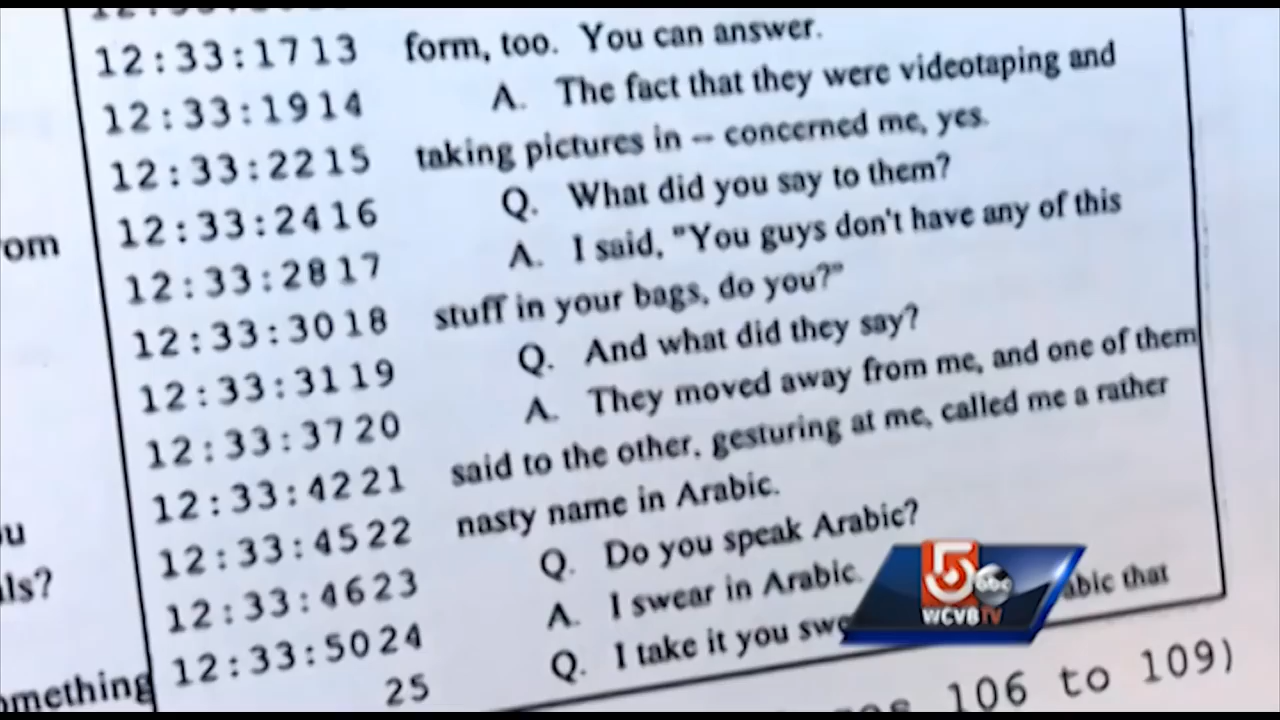 12:33:1713 form, too. You can answer.
12:33:1914 A. The fact that they were videotaping and
12:33:2215 taking pictures in -- concerned me, yes.
12:33:2416 Q. What did you say to them?
12:33:2817 A. I said, "You guys don't have any of this
12:33:3018 stuff in your bags, do you?"
12:33:3119 Q. And what did they say?
12:33:3720 A. They moved away from me, and one of them
12:33:4221 said to the other, gesturing at me, called me a rather
12:33:4522 nasty name in Arabic.
12:33:4623 Q. Do you speak Arabic?
12:33:5024 A. I swear in Arabic.
25 Q. I take it you that
106 to 109)
something
5 abc
WCVBTV